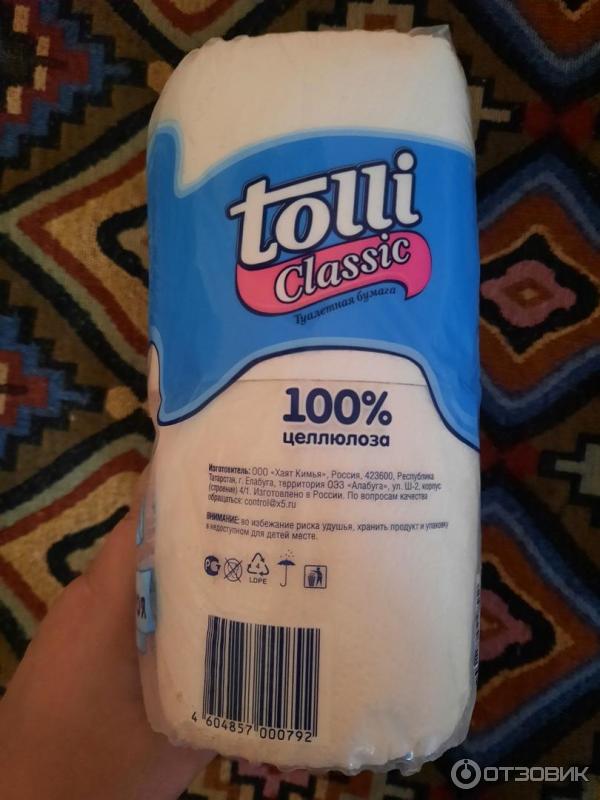 tolli
Classic
Туалетная бумага
100%
целлюлоза
Изготовитель: ООО «Хаят Кимья», Россия, 423600, Республика
Татарстан, г. Елабуга, территория ОЭЗ «Алабуга», ул. Ш-2, корпус
(строение) 4/1. Изготовлено в России. По вопросам качества
обращаться: control@x5.ru
ВНИМАНИЕ: во избежание риска удушья, хранить продукт и упаковку
в недоступном для детей месте.
4
LDPE
4 604857 000792
ОТЗОВИК